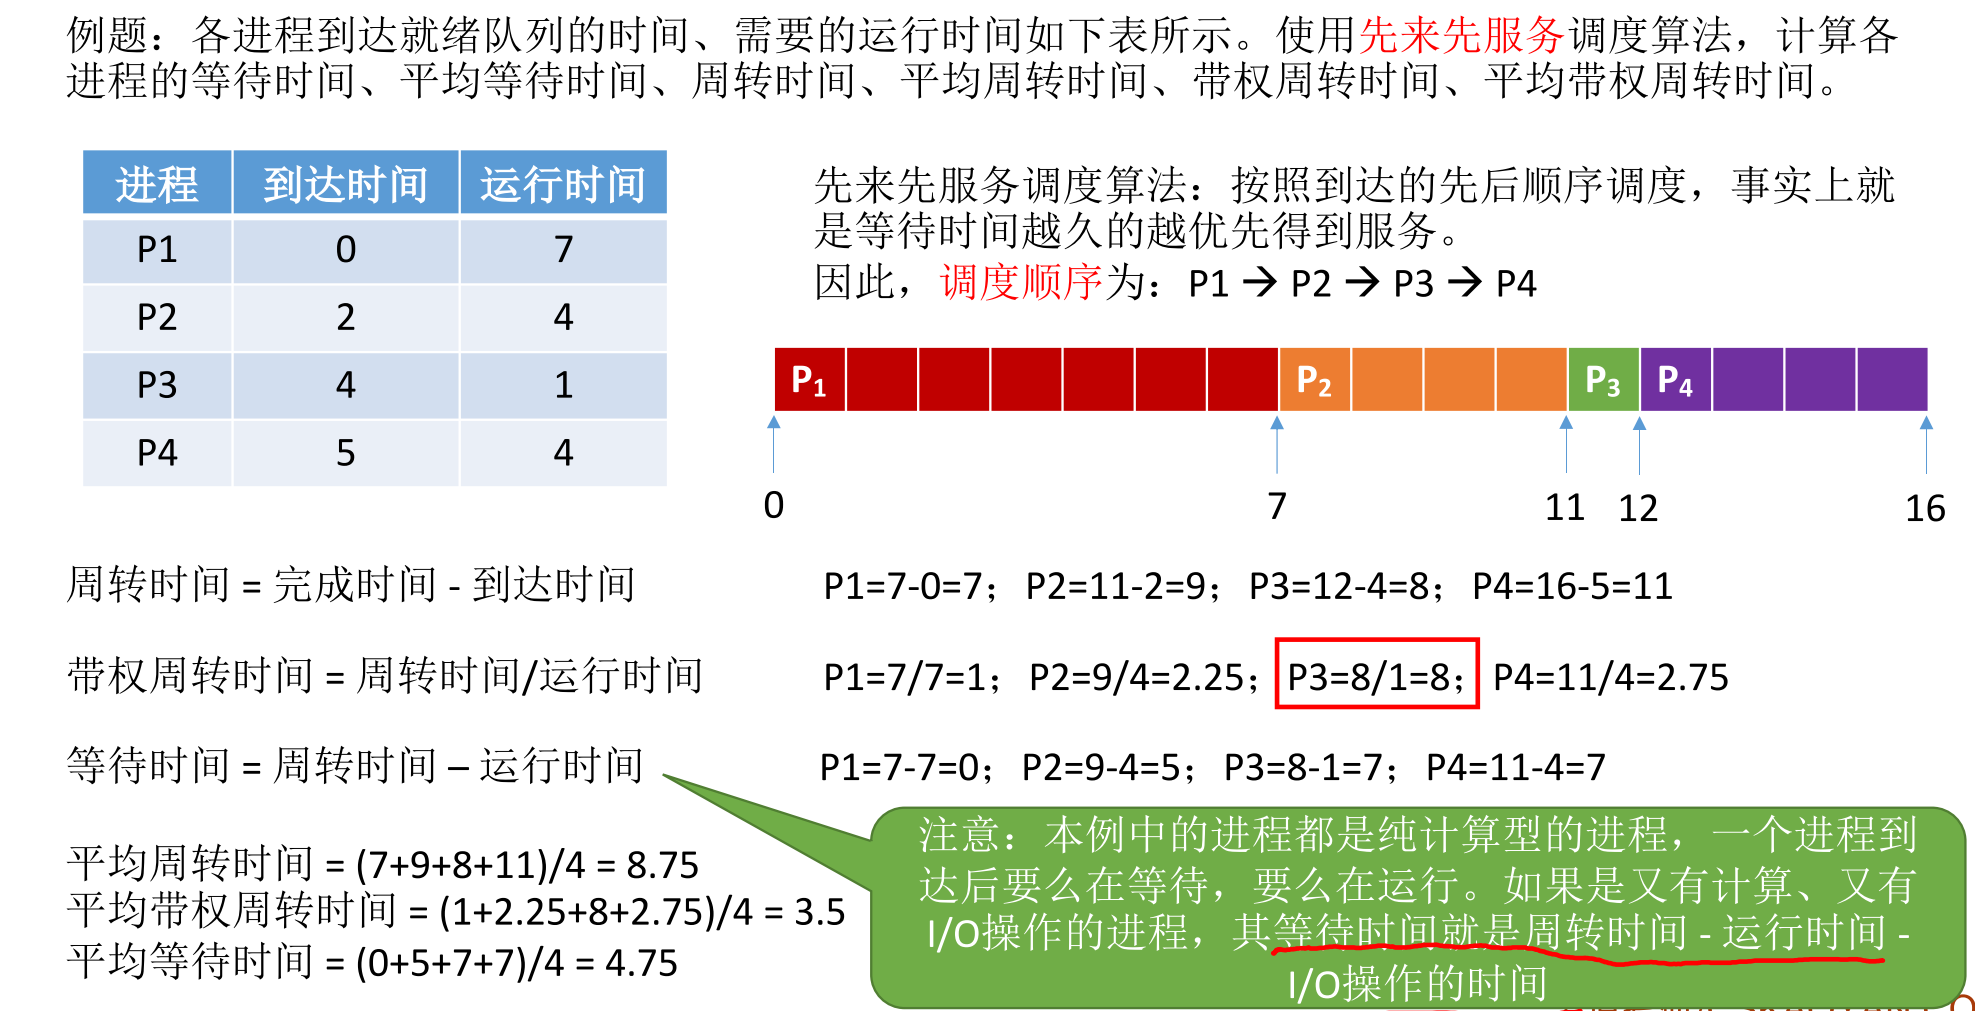 例题：各进程到达就绪队列的时间、需要的运行时间如下表所示。使用先来先服务调度算法，计算各
进程的等待时间、平均等待时间、周转时间、平均周转时间、带权周转时间、平均带权周转时间。
进程 到达时间 运行时间
P1 0 7
P2 2 4
P3 4 1
P4 5 4
先来先服务调度算法：按照到达的先后顺序调度，事实上就
是等待时间越久的越优先得到服务。
因此，调度顺序为：P1 → P2 → P3 → P4
P₁ P₂ P₃ P₄
0 7 11 12 16
周转时间 = 完成时间 - 到达时间 P1=7-0=7；P2=11-2=9；P3=12-4=8；P4=16-5=11
带权周转时间 = 周转时间/运行时间 P1=7/7=1；P2=9/4=2.25；P3=8/1=8；P4=11/4=2.75
等待时间 = 周转时间 – 运行时间 P1=7-7=0；P2=9-4=5；P3=8-1=7；P4=11-4=7
平均周转时间 = (7+9+8+11)/4 = 8.75
平均带权周转时间 = (1+2.25+8+2.75)/4 = 3.5
平均等待时间 = (0+5+7+7)/4 = 4.75
注意：本例中的进程都是纯计算型的进程，一个进程到
达后要么在等待，要么在运行。如果是又有计算、又有
I/O操作的进程，其等待时间就是周转时间 - 运行时间 -
I/O操作的时间